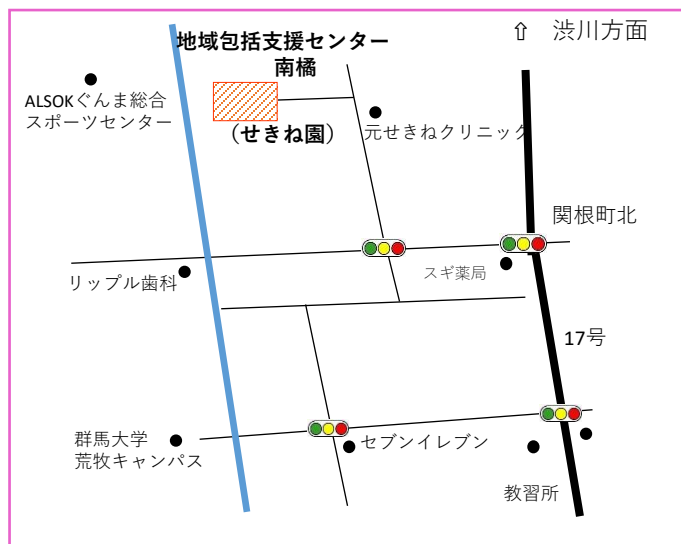 地域包括支援センター
南橘
⇧ 渋川方面
ALSOKぐんま総合
スポーツセンター
（せきね園）
元せきねクリニック
関根町北
リップル歯科
スギ薬局
17号
群馬大学
荒牧キャンパス
セブンイレブン
教習所